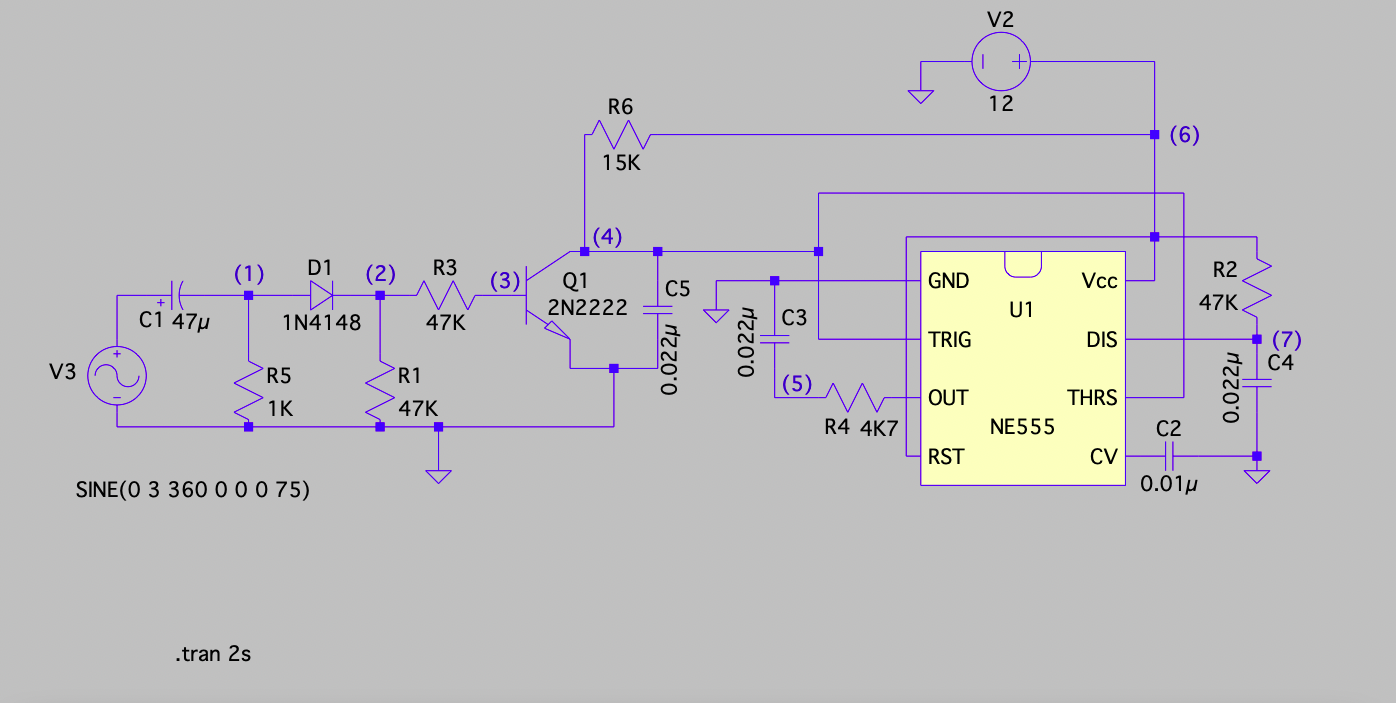 V2
12
R6
15K
(6)
(4)
(1)
D1
(2)
R3
(3)
Q1
2N2222
C5
0.022µ
C1 47µ
1N4148
47K
V3
R5
1K
R1
47K
C3
0.022µ
(5)
R4 4K7
GND
Vcc
U1
TRIG
DIS
OUT
THRS
NE555
RST
CV
R2
47K
(7)
C4
0.022µ
C2
0.01µ
SINE(0 3 360 0 0 0 75)
.tran 2s